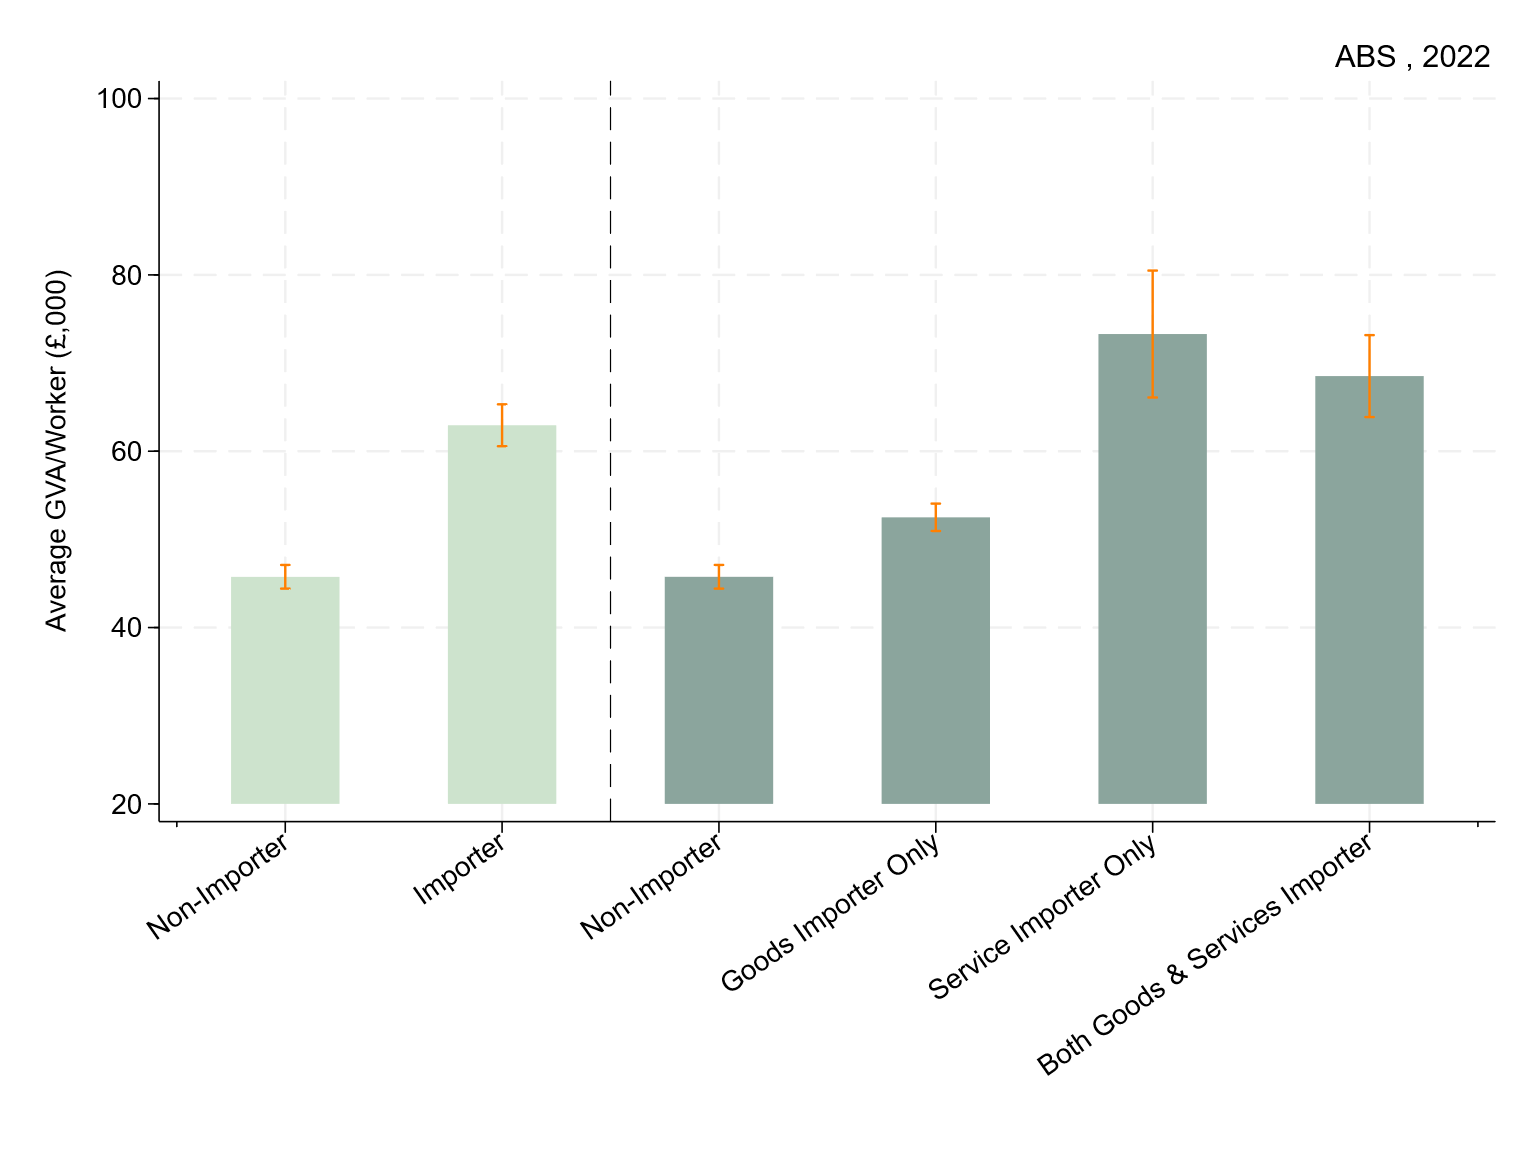 ABS , 2022
Average GVA/Worker (£,000)
100
80
60
40
20
Non-Importer
Importer
Non-Importer
Goods Importer Only
Service Importer Only
Both Goods & Services Importer